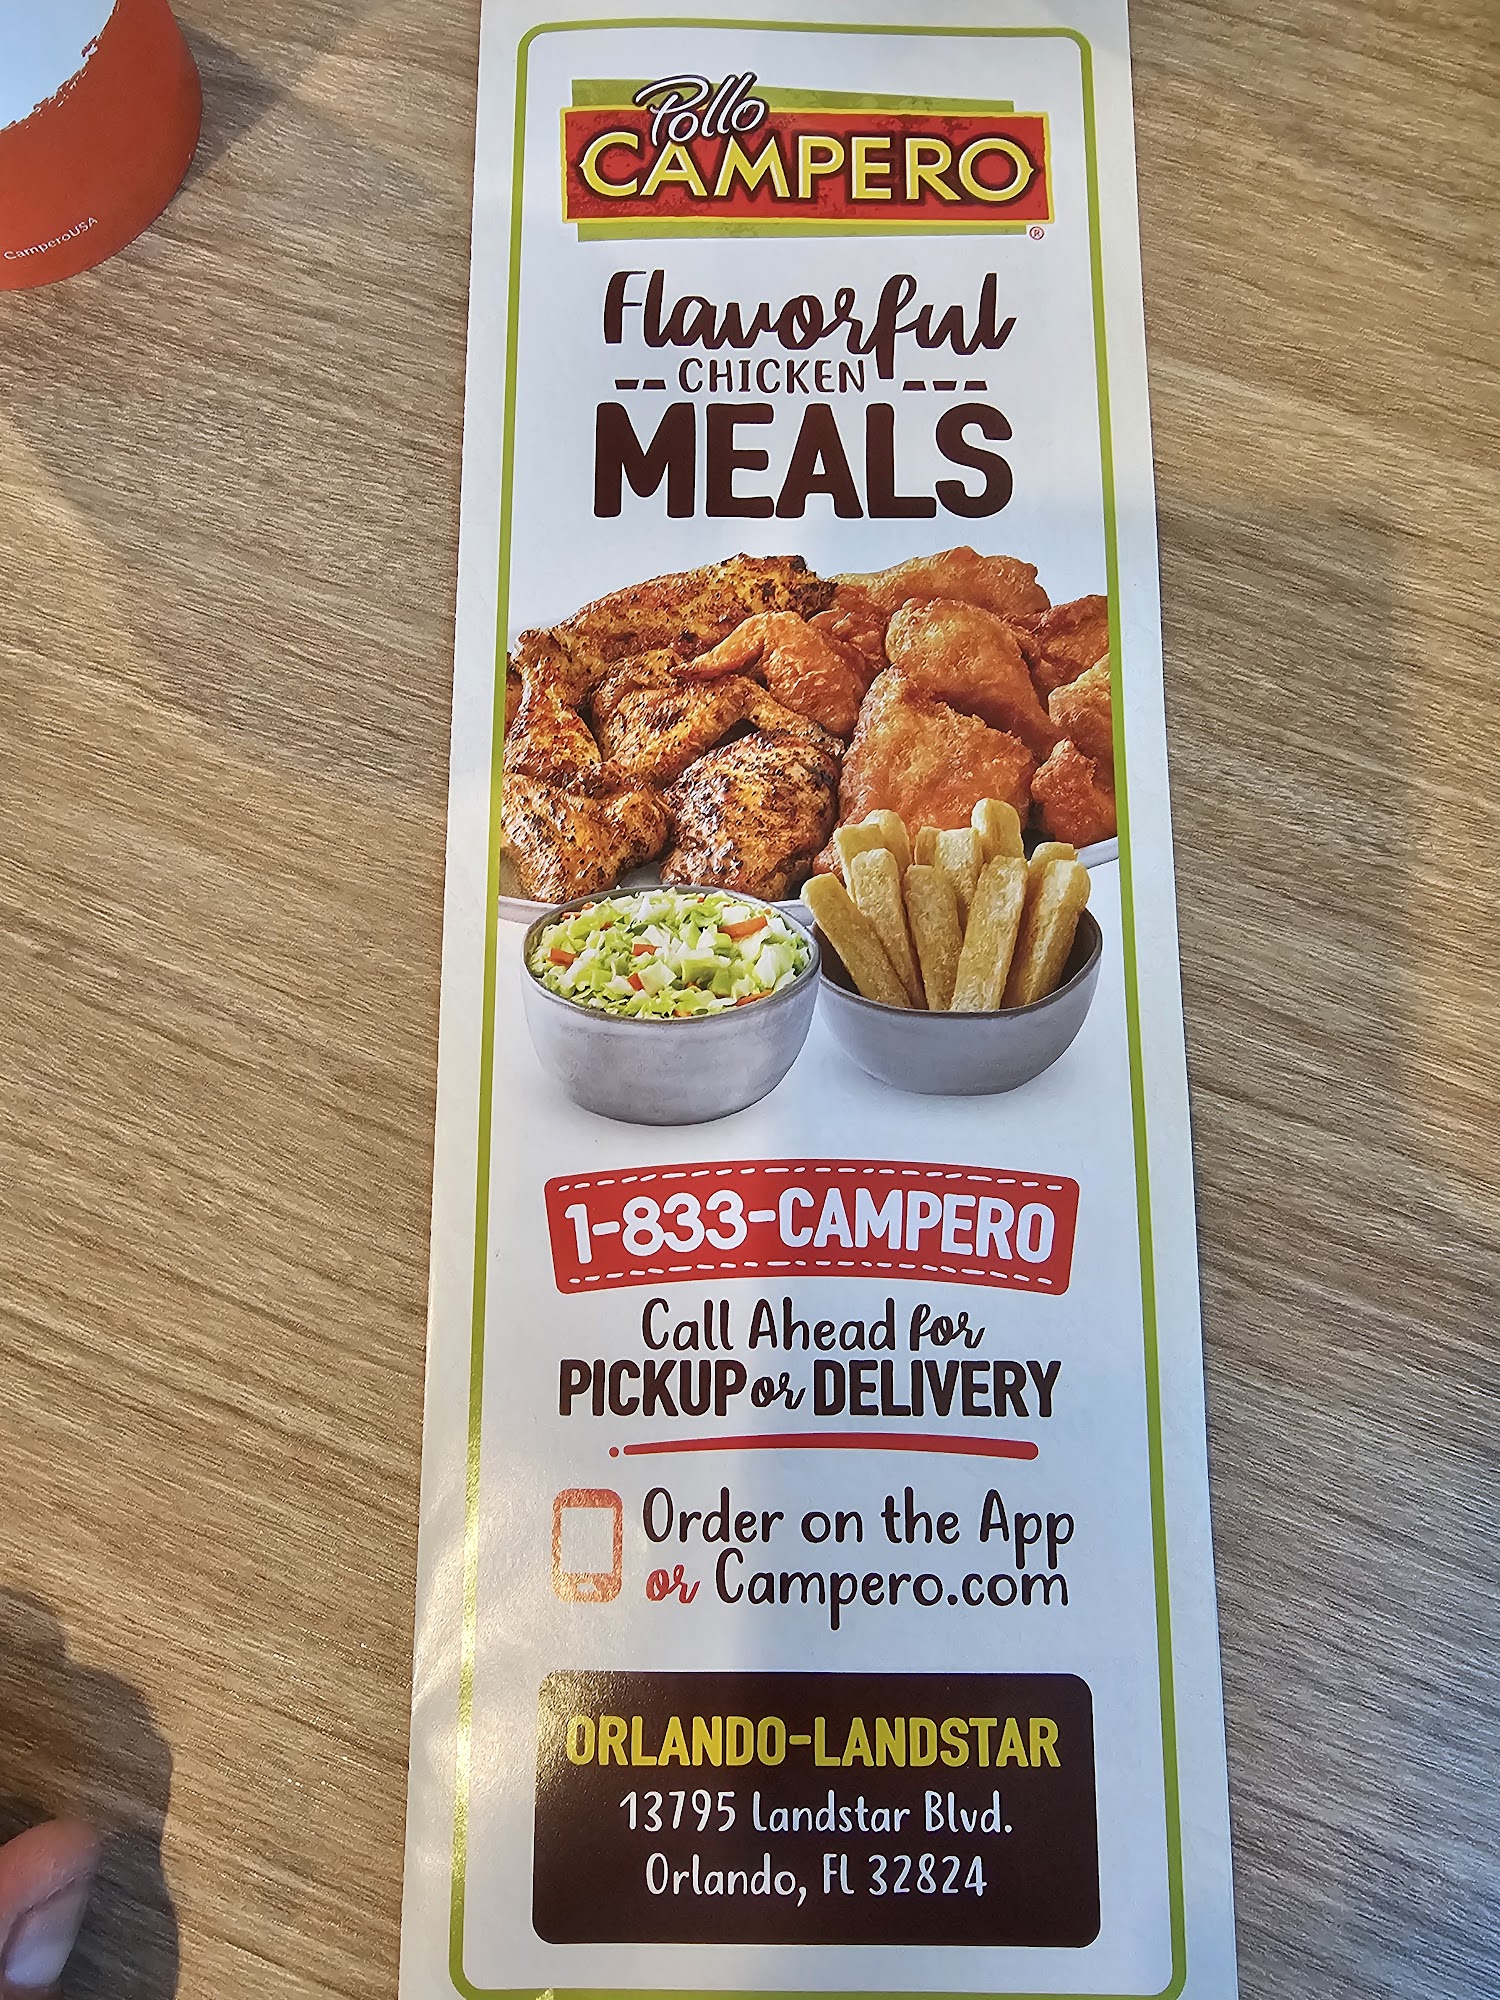 CamperoUSA
Pollo
CAMPERO
®
Flavorful
CHICKEN
MEALS
1-833-CAMPERO
Call Ahead for
PICKUP or DELIVERY
Order on the App
or Campero.com
ORLANDO-LANDSTAR
13795 Landstar Blvd.
Orlando, FL 32824